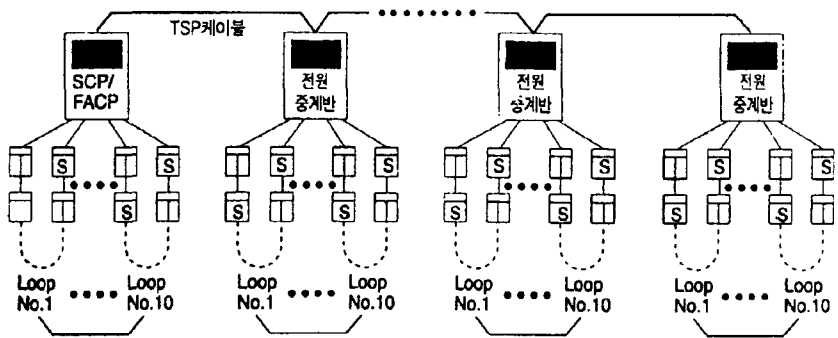 TSP케이블
SCP/ 전원 전원 전원
FACP 중계반 중계반 중계반
S S S S S S S S
S S S S S S S
Loop Loop Loop Loop Loop Loop Loop Loop
No.1 No.10 No.1 No.10 No.1 No.10 No.1 No.10